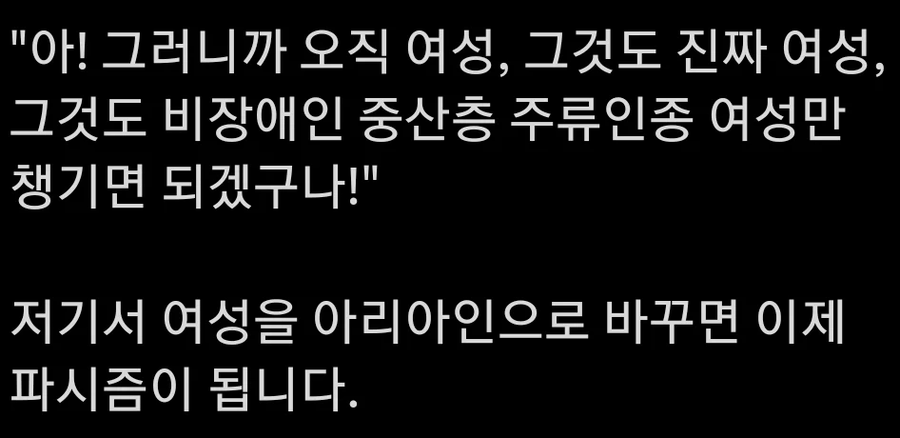 "아! 그러니까 오직 여성, 그것도 진짜 여성,
그것도 비장애인 중산층 주류인종 여성만
챙기면 되겠구나!"
저기서 여성을 아리아인으로 바꾸면 이제
파시즘이 됩니다.